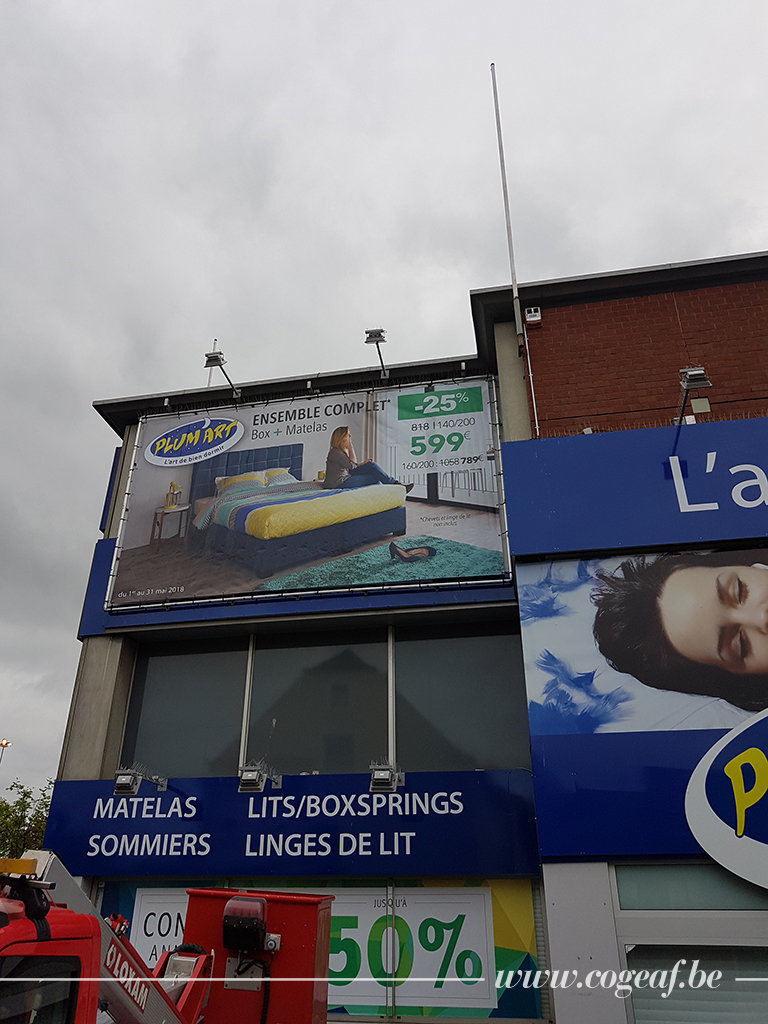 PLUM'ART
L'art de bien dormir
ENSEMBLE COMPLET*
Box + Matelas
-25%
818 | 140/200
599€
160/200 : 1058 789€
*Chevets et linge de lit
non inclus
du 1er au 31 mai 2018
L'a
P
MATELAS
LITS/BOXSPRINGS
SOMMIERS
LINGES DE LIT
CON
AN
JUSQU'À
50%
LOXAM
www.cogeaf.be